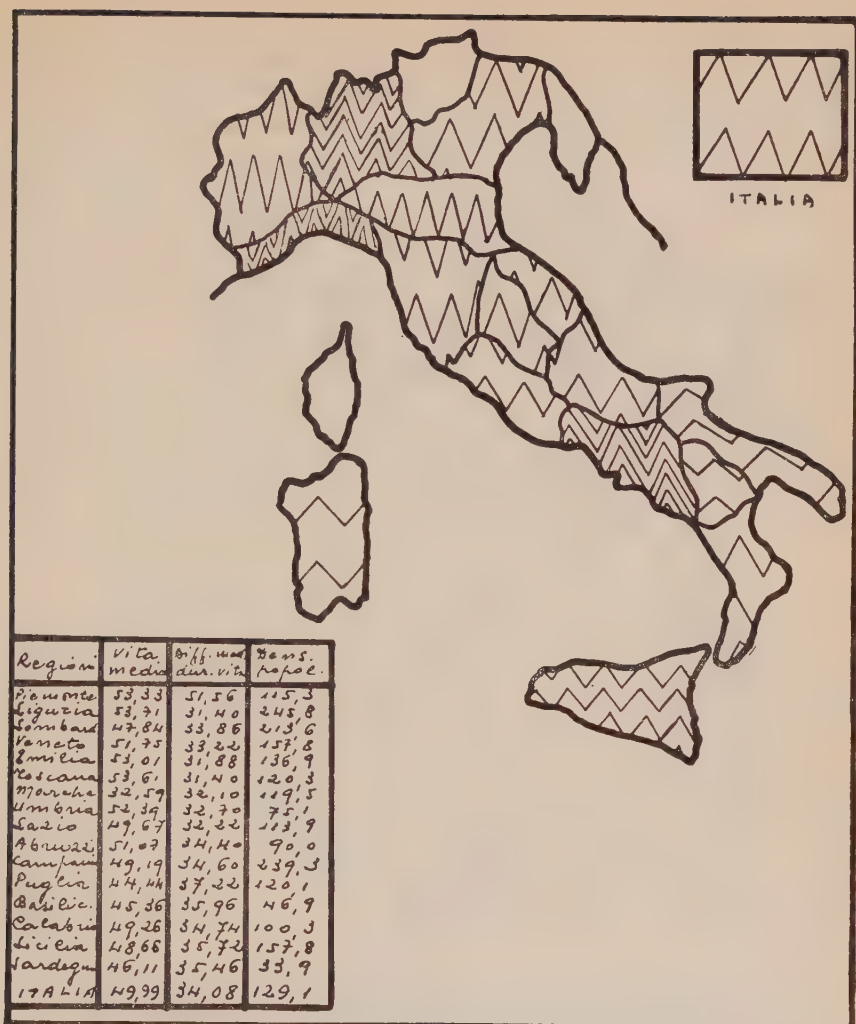 ITALIA
Regioni Vita media Diff. med. dur. vita Dens. popol.
Piemonte 53,33 51,56 115,3
Liguria 53,71 31,40 245,8
Lombard 47,84 33,86 213,6
Veneto 51,75 33,22 157,8
Emilia 53,01 31,88 136,9
Toscana 53,61 31,40 120,3
Marche 32,59 32,10 119,5
Umbria 52,39 32,70 75,1
Lazio 49,67 32,22 113,9
Abruzzi 51,07 34,40 90,0
Campani 49,19 34,60 239,3
Puglia 44,44 37,22 120,1
Basilic. 45,36 35,96 46,9
Calabria 49,26 34,74 100,3
Sicilia 48,66 35,72 157,8
Sardegn 46,11 35,46 33,9
ITALIA 49,99 34,08 129,1